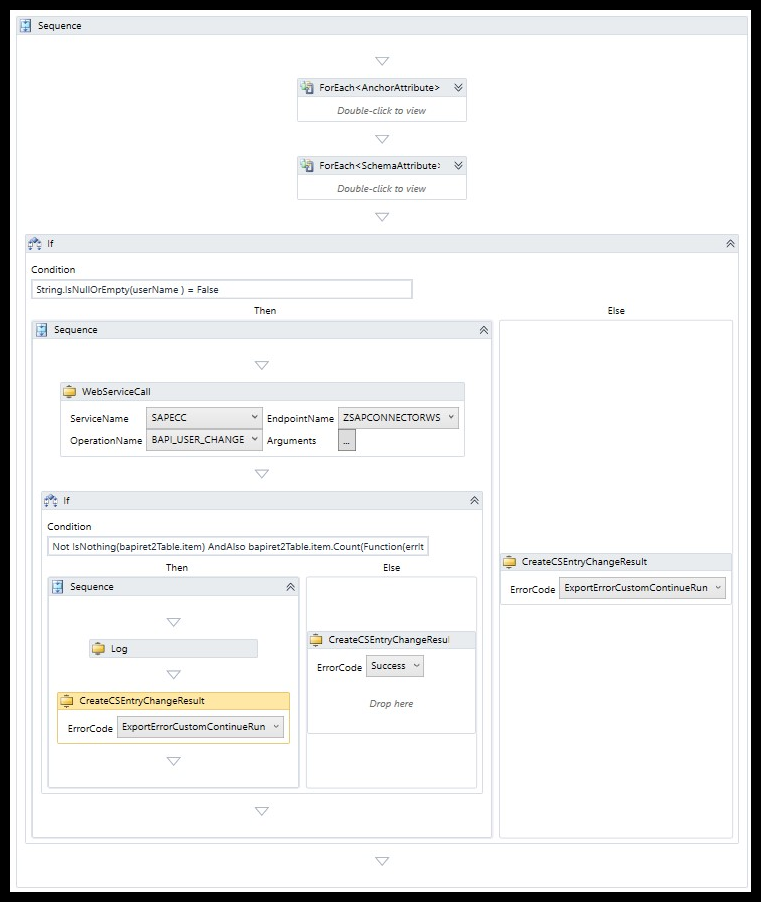 Sequence
ForEach<AnchorAttribute>
Double-click to view
ForEach<SchemaAttribute:
Double-click to view
If
Condition
String.IsNullOrEmpty(userName ) = False
Then
Else
Sequence
WebServiceCall
ServiceName SAPECC EndpointName ZSAPCONNECTORWS
OperationName BAPI_USER_CHANGE Arguments ...
If
Condition
Not IsNothing(bapiret2Table.item) AndAlso bapiret2Table.item.Count(Function(errIt
Then
Else
Sequence
Log
CreateCSEntryChangeResult
ErrorCode ExportErrorCustomContinueRun
CreateCSEntryChangeResul
ErrorCode Success
Drop here
CreateCSEntryChangeResult
ErrorCode ExportErrorCustomContinueRun